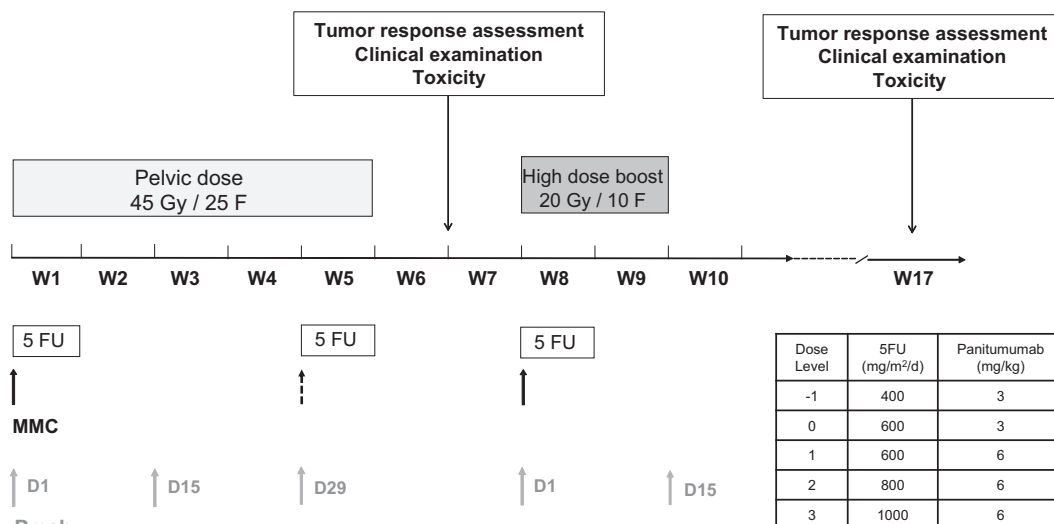 Tumor response assessment
Clinical examination
Toxicity
Tumor response assessment
Clinical examination
Toxicity
Pelvic dose
45 Gy / 25 F
High dose boost
20 Gy / 10 F
W1 W2 W3 W4 W5 W6 W7 W8 W9 W10 W17
5 FU 5 FU 5 FU
MMC
D1 D15 D29 D1 D15
Dose Level 5FU (mg/m²/d) Panitumumab (mg/kg)
-1 400 3
0 600 3
1 600 6
2 800 6
3 1000 6